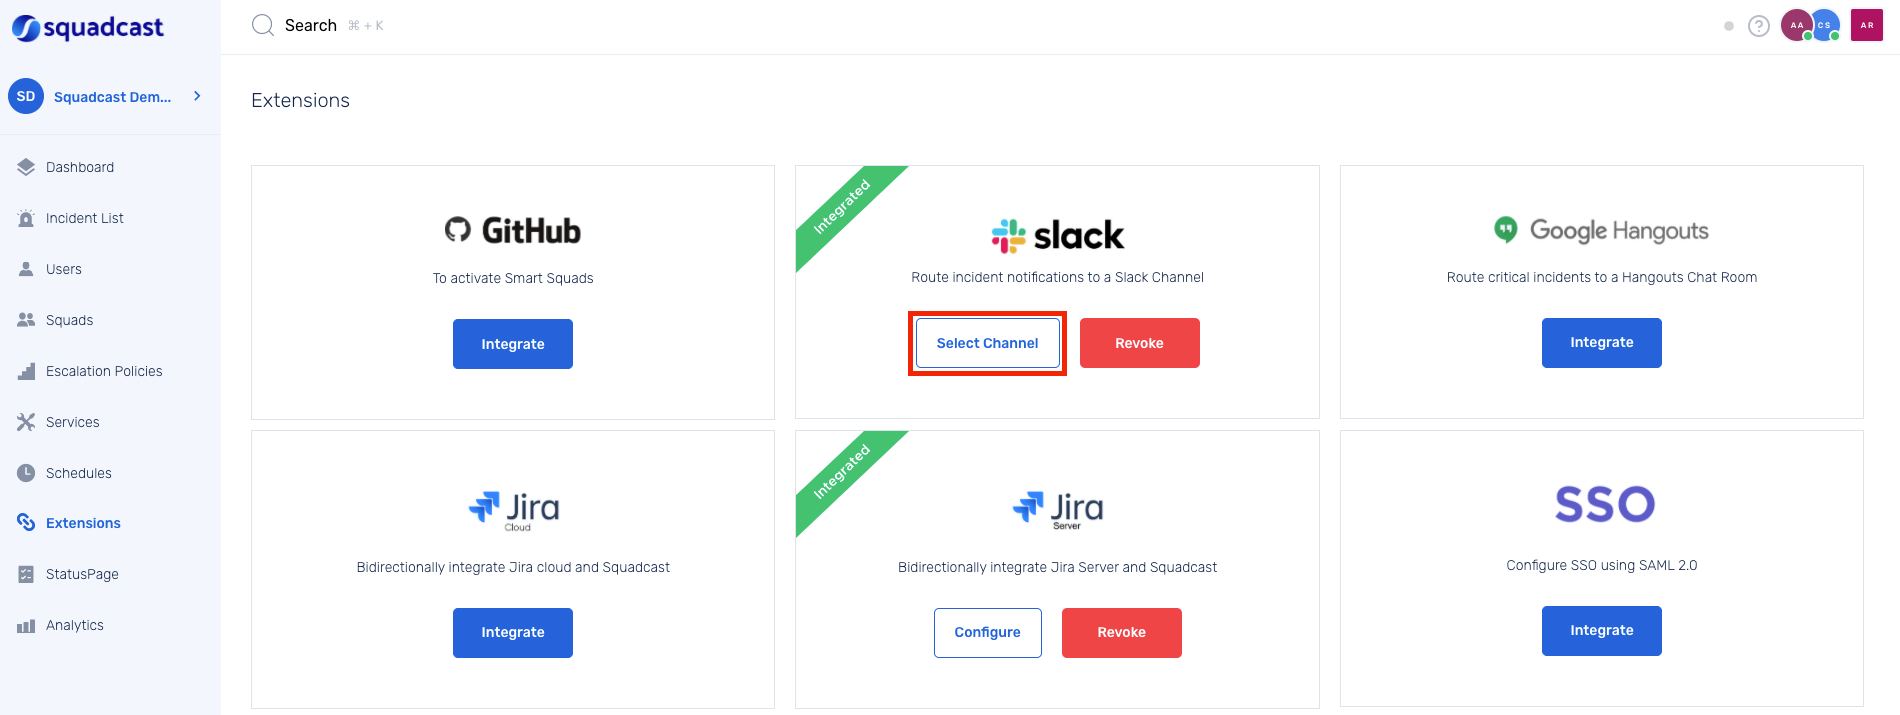 squadcast
Search ⌘ + K
AA
CS
AR
SD
Squadcast Dem...
Dashboard
Incident List
Users
Squads
Escalation Policies
Services
Schedules
Extensions
StatusPage
Analytics
Extensions
GitHub
To activate Smart Squads
Integrate
Integrated
slack
Route incident notifications to a Slack Channel
Select Channel
Revoke
Google Hangouts
Route critical incidents to a Hangouts Chat Room
Integrate
Jira
Cloud
Bidirectionally integrate Jira cloud and Squadcast
Integrate
Integrated
Jira
Server
Bidirectionally integrate Jira Server and Squadcast
Configure
Revoke
SSO
Configure SSO using SAML 2.0
Integrate